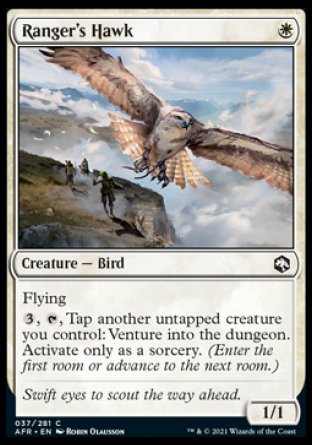 Ranger's Hawk
Creature — Bird
Flying
3, T, Tap another untapped creature
you control: Venture into the dungeon.
Activate only as a sorcery. (Enter the
first room or advance to the next room.)
Swift eyes to scout the way ahead.
1/1
037/281 C
AFR • EN Robin Olausson
™ & © 2021 Wizards of the Coast